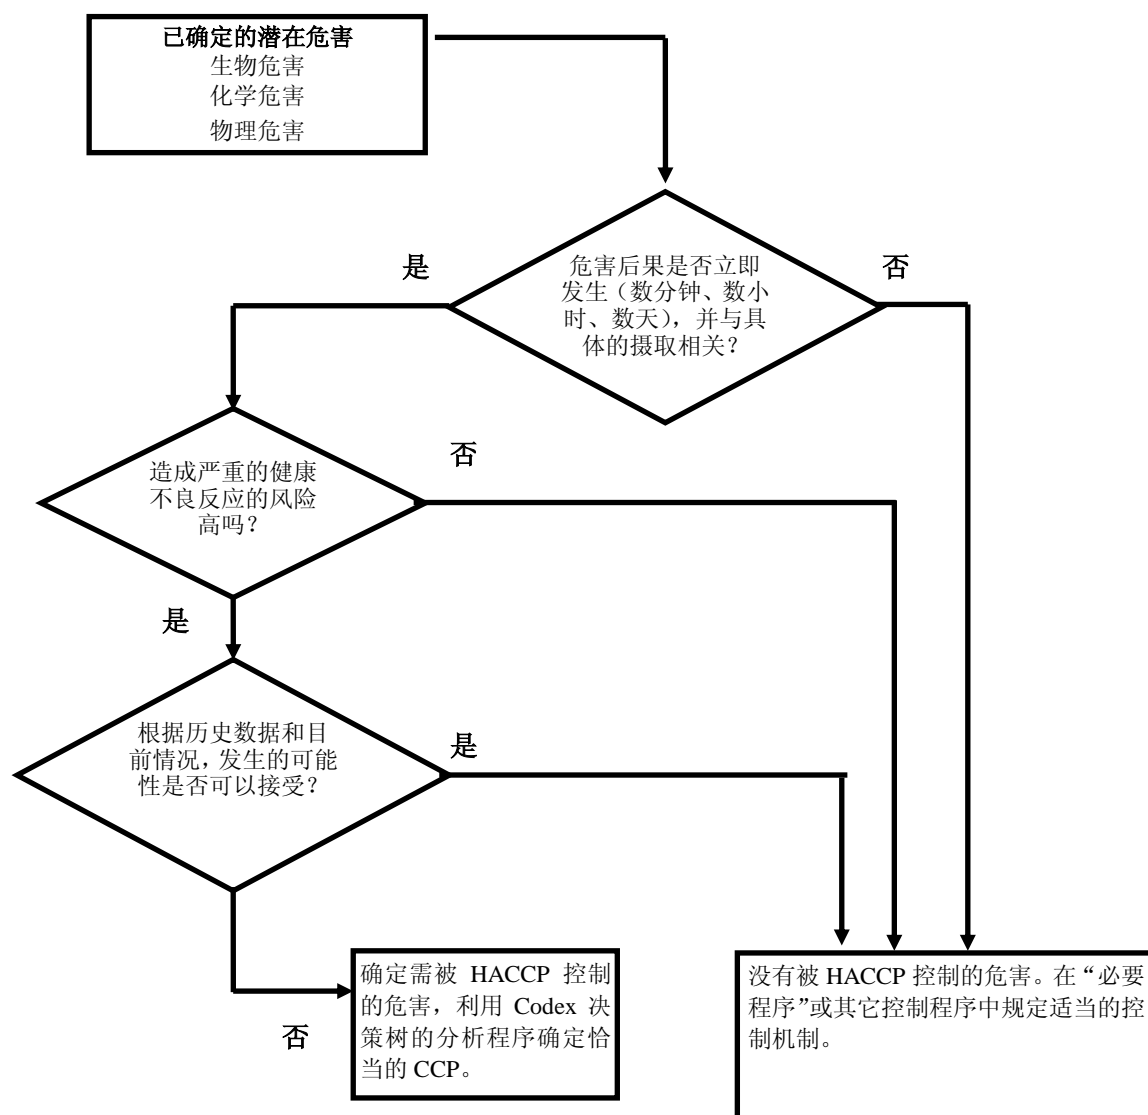 已确定的潜在危害
生物危害
化学危害
物理危害
是
否
危害后果是否立即
发生（数分钟、数小
时、数天），并与具
体的摄取相关？
否
造成严重的健康
不良反应的风险
高吗？
是
根据历史数据和目
前情况，发生的可能
性是否可以接受？
是
确定需被 HACCP 控制
的危害，利用 Codex 决
策树的分析程序确定恰
当的 CCP。
否
没有被 HACCP 控制的危害。在“必要
程序”或其它控制程序中规定适当的控
制机制。